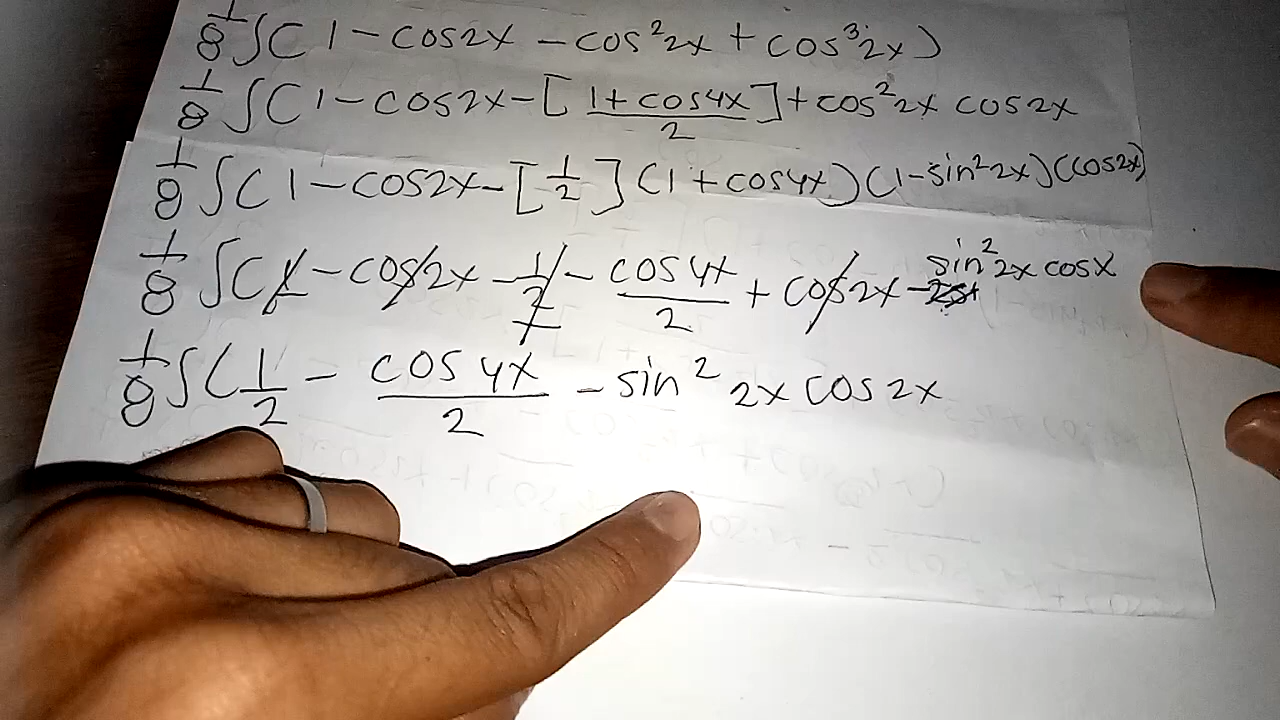 1/8 ∫(1 - cos2x - cos²2x + cos³2x)
1/8 ∫(1 - cos2x - [1 + cos4x / 2] + cos²2x cos2x
1/8 ∫(1 - cos2x - [1/2] (1 + cos4x) (1 - sin²2x) (cos2x)
1/8 ∫(1 - cos2x - 1/2 - cos4x/2 + cos2x - sin²2x cosx
1/8 ∫(1/2 - cos4x/2 - sin²2x cos2x